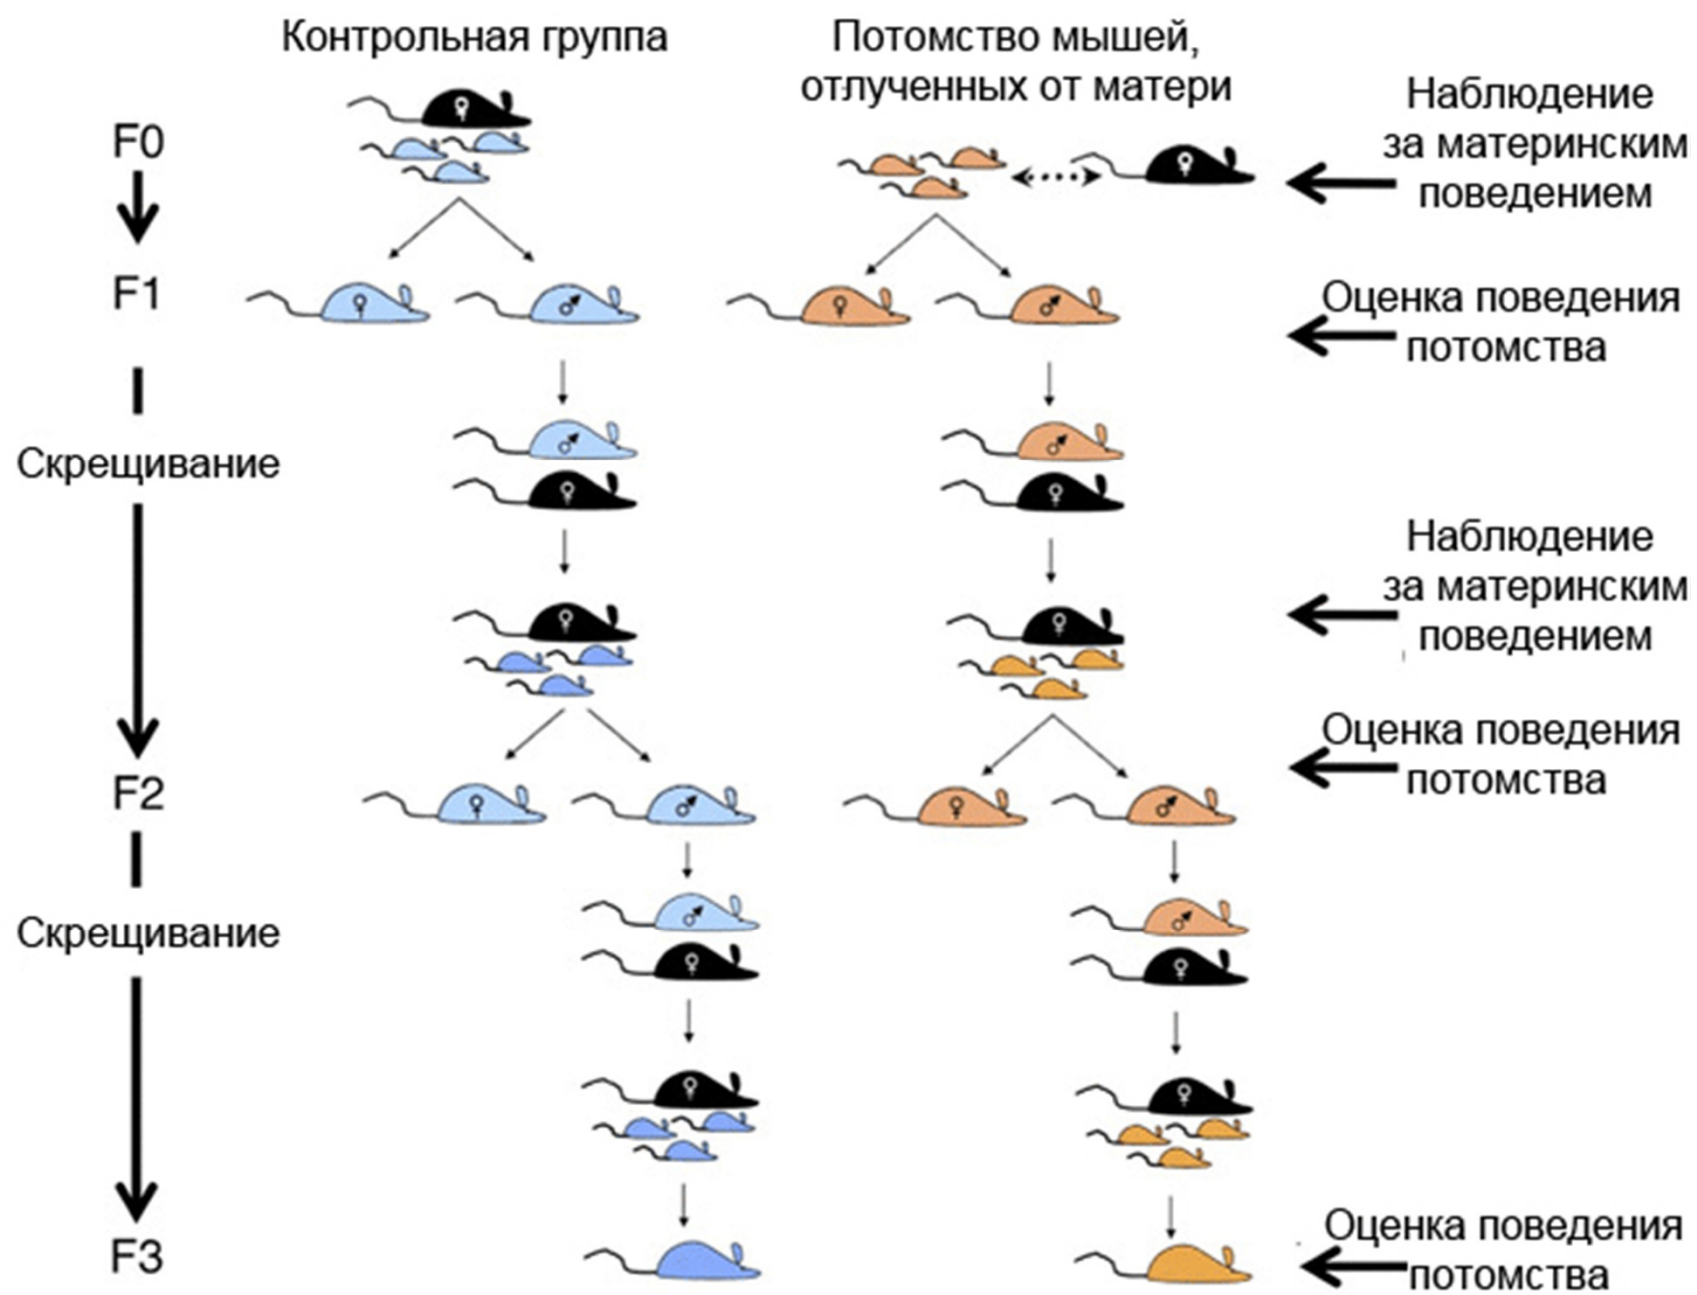 Контрольная группа
Потомство мышей,
отлученных от матери
F0
Наблюдение
за материнским
поведением
♀
♀
F1
Оценка поведения
потомства
♀
♂
♀
♂
Скрещивание
♂
♂
♀
♀
Наблюдение
за материнским
поведением
♀
♀
F2
Оценка поведения
потомства
♀
♂
♀
♂
Скрещивание
♂
♂
♀
♀
♀
♀
F3
Оценка поведения
потомства